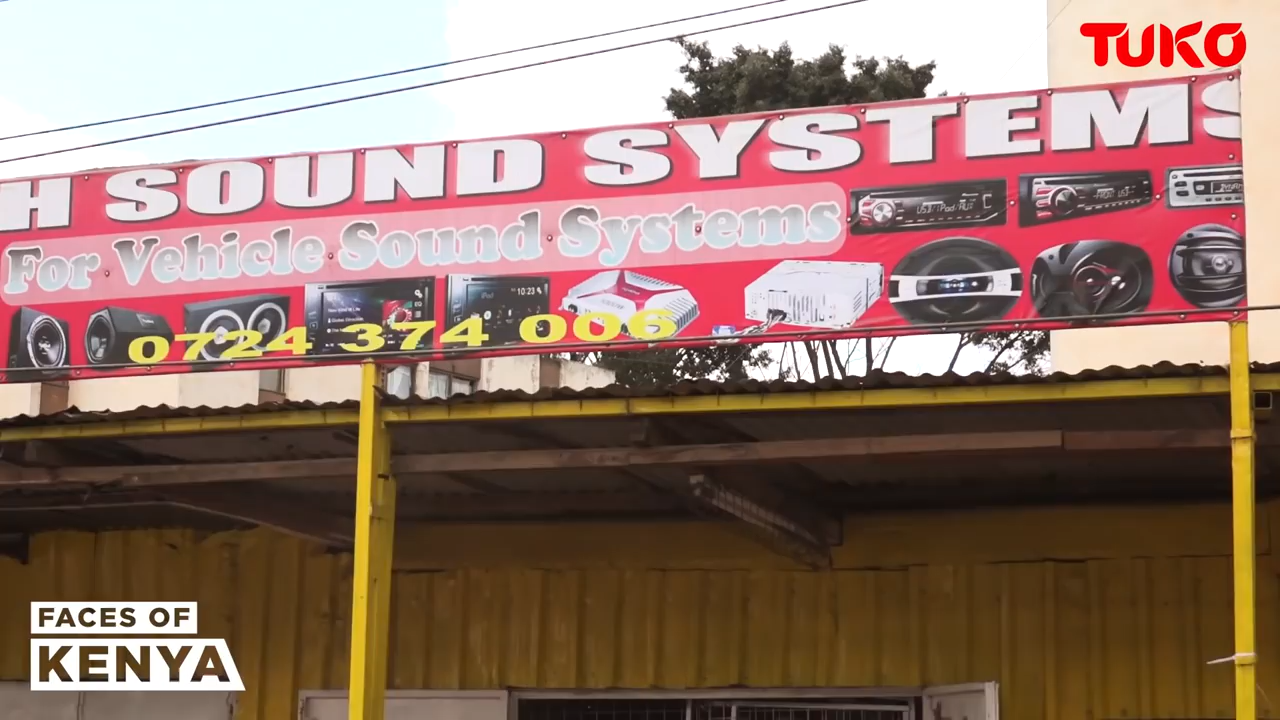 TUKO
H SOUND SYSTEMS
For Vehicle Sound Systems
0724 374 006
FACES OF
KENYA